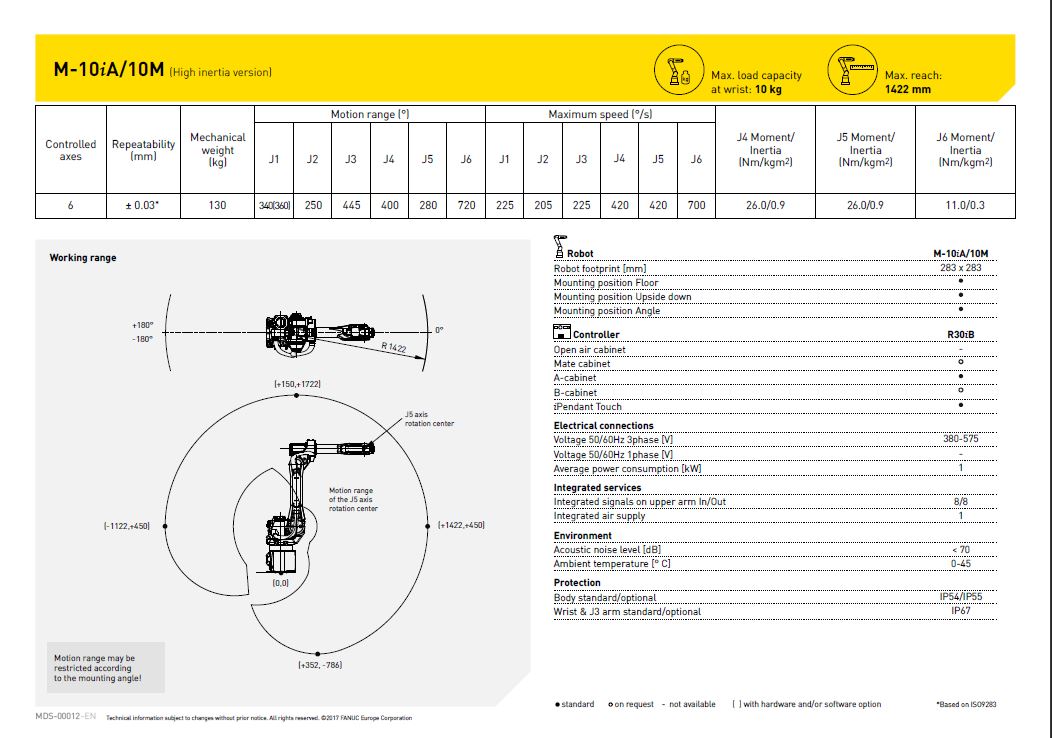 M-10iA/10M (High inertia version)
Max. load capacity
at wrist: 10 kg
Max. reach:
1422 mm
kg
Controlled axes | Repeatability (mm) | Mechanical weight (kg) | Motion range (°) | Maximum speed (°/s) | J4 Moment/ Inertia (Nm/kgm²) | J5 Moment/ Inertia (Nm/kgm²) | J6 Moment/ Inertia (Nm/kgm²)
J1 J2 J3 J4 J5 J6 J1 J2 J3 J4 J5 J6
6 ± 0.03* 130 340(360) 250 445 400 280 720 225 205 225 420 420 700 26.0/0.9 26.0/0.9 11.0/0.3
Working range
+180°
-180°
0°
R 1422
(+150,+1722)
J5 axis
rotation center
Motion range
of the J5 axis
rotation center
(-1122,+450)
(+1422,+450)
(0,0)
(+352, -786)
Motion range may be
restricted according
to the mounting angle!
Robot M-10iA/10M
Robot footprint [mm] 283 x 283
Mounting position Floor ●
Mounting position Upside down ●
Mounting position Angle ●
Controller R30iB
Open air cabinet -
Mate cabinet ○
A-cabinet ●
B-cabinet ○
iPendant Touch ●
Electrical connections
Voltage 50/60Hz 3phase [V] 380-575
Voltage 50/60Hz 1phase [V] -
Average power consumption [kW] 1
Integrated services
Integrated signals on upper arm In/Out 8/8
Integrated air supply 1
Environment
Acoustic noise level [dB] < 70
Ambient temperature [° C] 0-45
Protection
Body standard/optional IP54/IP55
Wrist & J3 arm standard/optional IP67
● standard ○ on request - not available ( ) with hardware and/or software option *Based on ISO9283
MDS-00012-EN Technical information subject to changes without prior notice. All rights reserved. ©2017 FANUC Europe Corporation